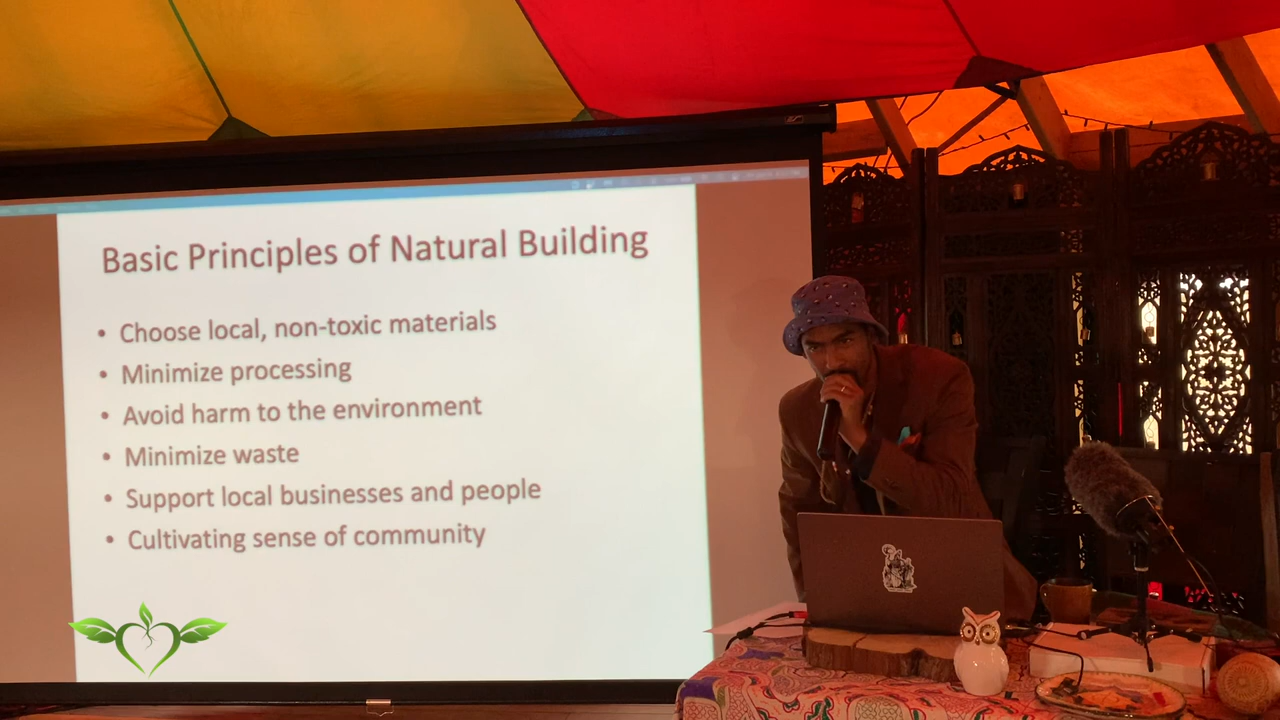 Basic Principles of Natural Building
• Choose local, non-toxic materials
• Minimize processing
• Avoid harm to the environment
• Minimize waste
• Support local businesses and people
• Cultivating sense of community